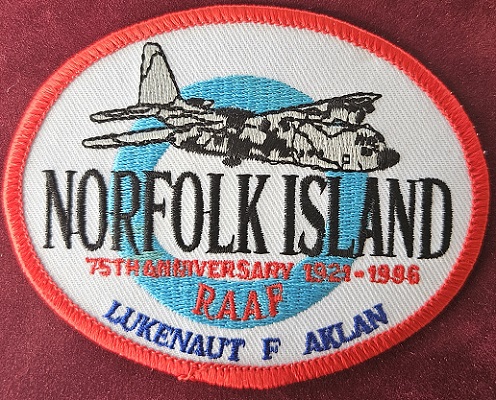 NORFOLK ISLAND
75TH ANNIVERSARY 1921-1996
RAAF
LUKENAUT F AKLAN